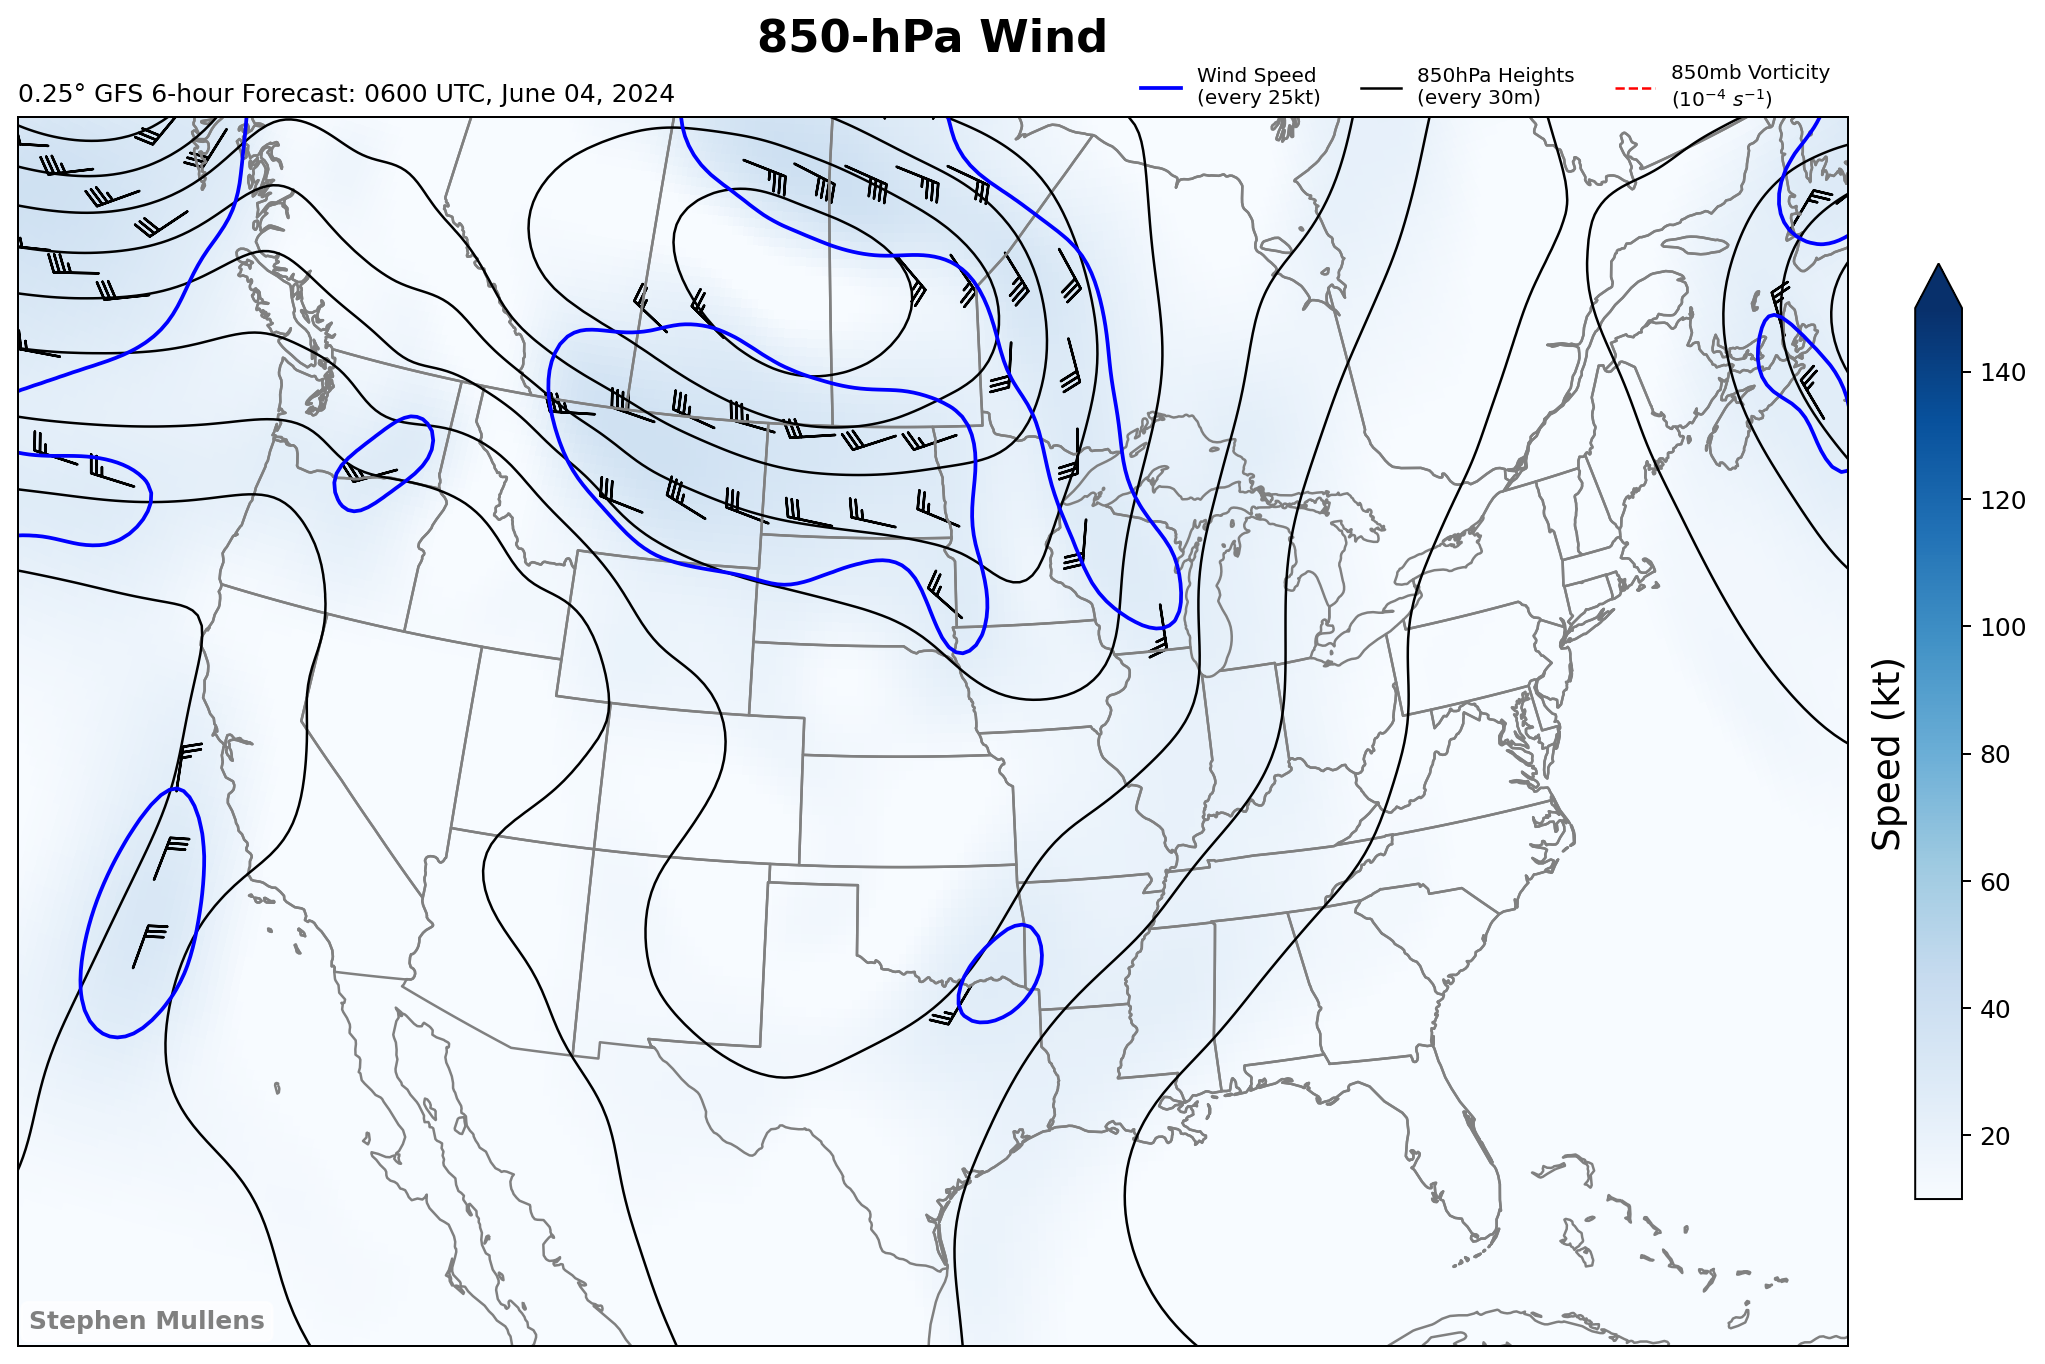 850-hPa Wind
0.25° GFS 6-hour Forecast: 0600 UTC, June 04, 2024
Wind Speed
(every 25kt)
850hPa Heights
(every 30m)
850mb Vorticity
(10⁻⁴ s⁻¹)
140
120
100
80
60
40
20
Speed (kt)
Stephen Mullens